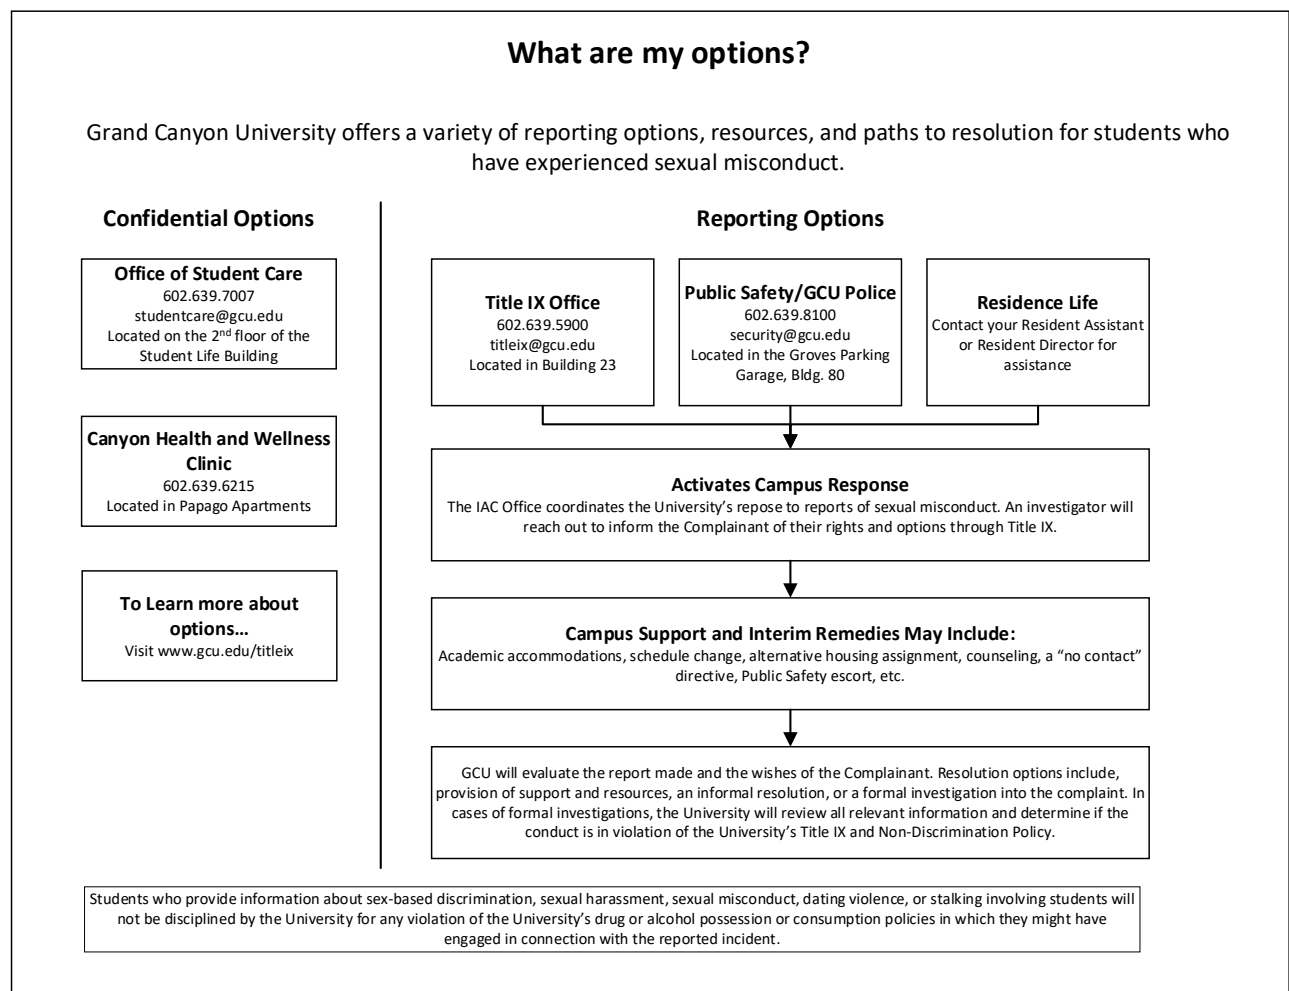 What are my options?
Grand Canyon University offers a variety of reporting options, resources, and paths to resolution for students who
have experienced sexual misconduct.
Confidential Options
Office of Student Care
602.639.7007
studentcare@gcu.edu
Located on the 2nd floor of the
Student Life Building
Canyon Health and Wellness
Clinic
602.639.6215
Located in Papago Apartments
To Learn more about
options…
Visit www.gcu.edu/titleix
Reporting Options
Title IX Office
602.639.5900
titleix@gcu.edu
Located in Building 23
Public Safety/GCU Police
602.639.8100
security@gcu.edu
Located in the Groves Parking
Garage, Bldg. 80
Residence Life
Contact your Resident Assistant
or Resident Director for
assistance
Activates Campus Response
The IAC Office coordinates the University’s repose to reports of sexual misconduct. An investigator will
reach out to inform the Complainant of their rights and options through Title IX.
Campus Support and Interim Remedies May Include:
Academic accommodations, schedule change, alternative housing assignment, counseling, a “no contact”
directive, Public Safety escort, etc.
GCU will evaluate the report made and the wishes of the Complainant. Resolution options include,
provision of support and resources, an informal resolution, or a formal investigation into the complaint. In
cases of formal investigations, the University will review all relevant information and determine if the
conduct is in violation of the University’s Title IX and Non-Discrimination Policy.
Students who provide information about sex-based discrimination, sexual harassment, sexual misconduct, dating violence, or stalking involving students will
not be disciplined by the University for any violation of the University’s drug or alcohol possession or consumption policies in which they might have
engaged in connection with the reported incident.